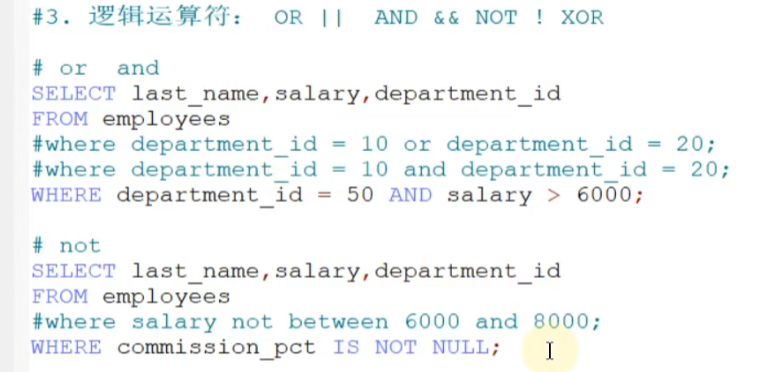 #3. 逻辑运算符： OR || AND && NOT ! XOR
# or and
SELECT last_name,salary,department_id
FROM employees
#where department_id = 10 or department_id = 20;
#where department_id = 10 and department_id = 20;
WHERE department_id = 50 AND salary > 6000;
# not
SELECT last_name,salary,department_id
FROM employees
#where salary not between 6000 and 8000;
WHERE commission_pct IS NOT NULL;